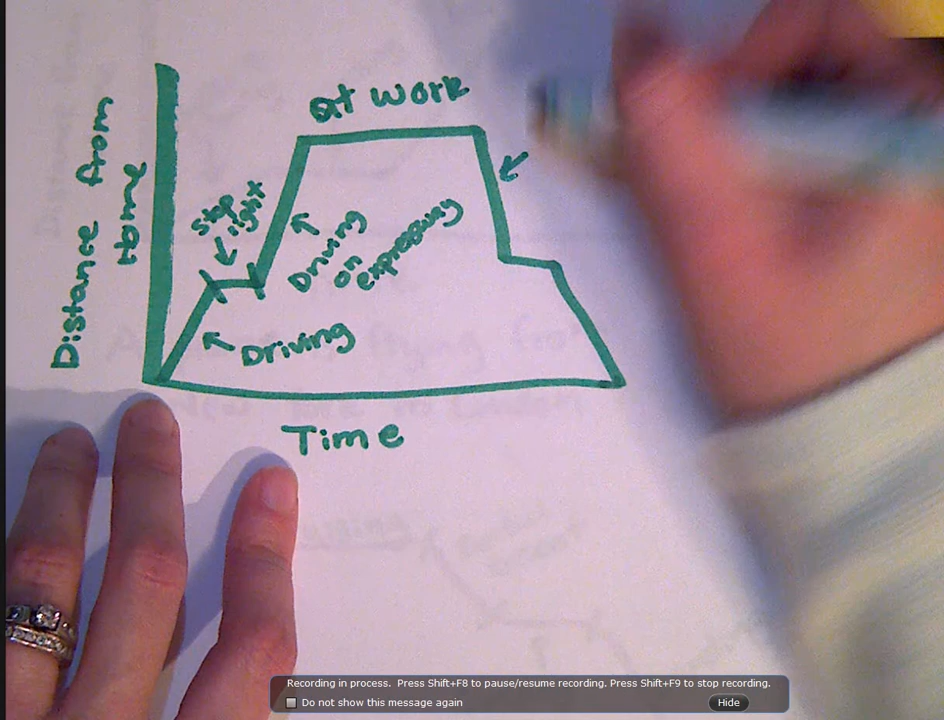 at work
Distance from
Home
Stop
light
Driving
on
expressway
Driving
Time
Recording in process. Press Shift+F8 to pause/resume recording. Press Shift+F9 to stop recording.
Do not show this message again
Hide